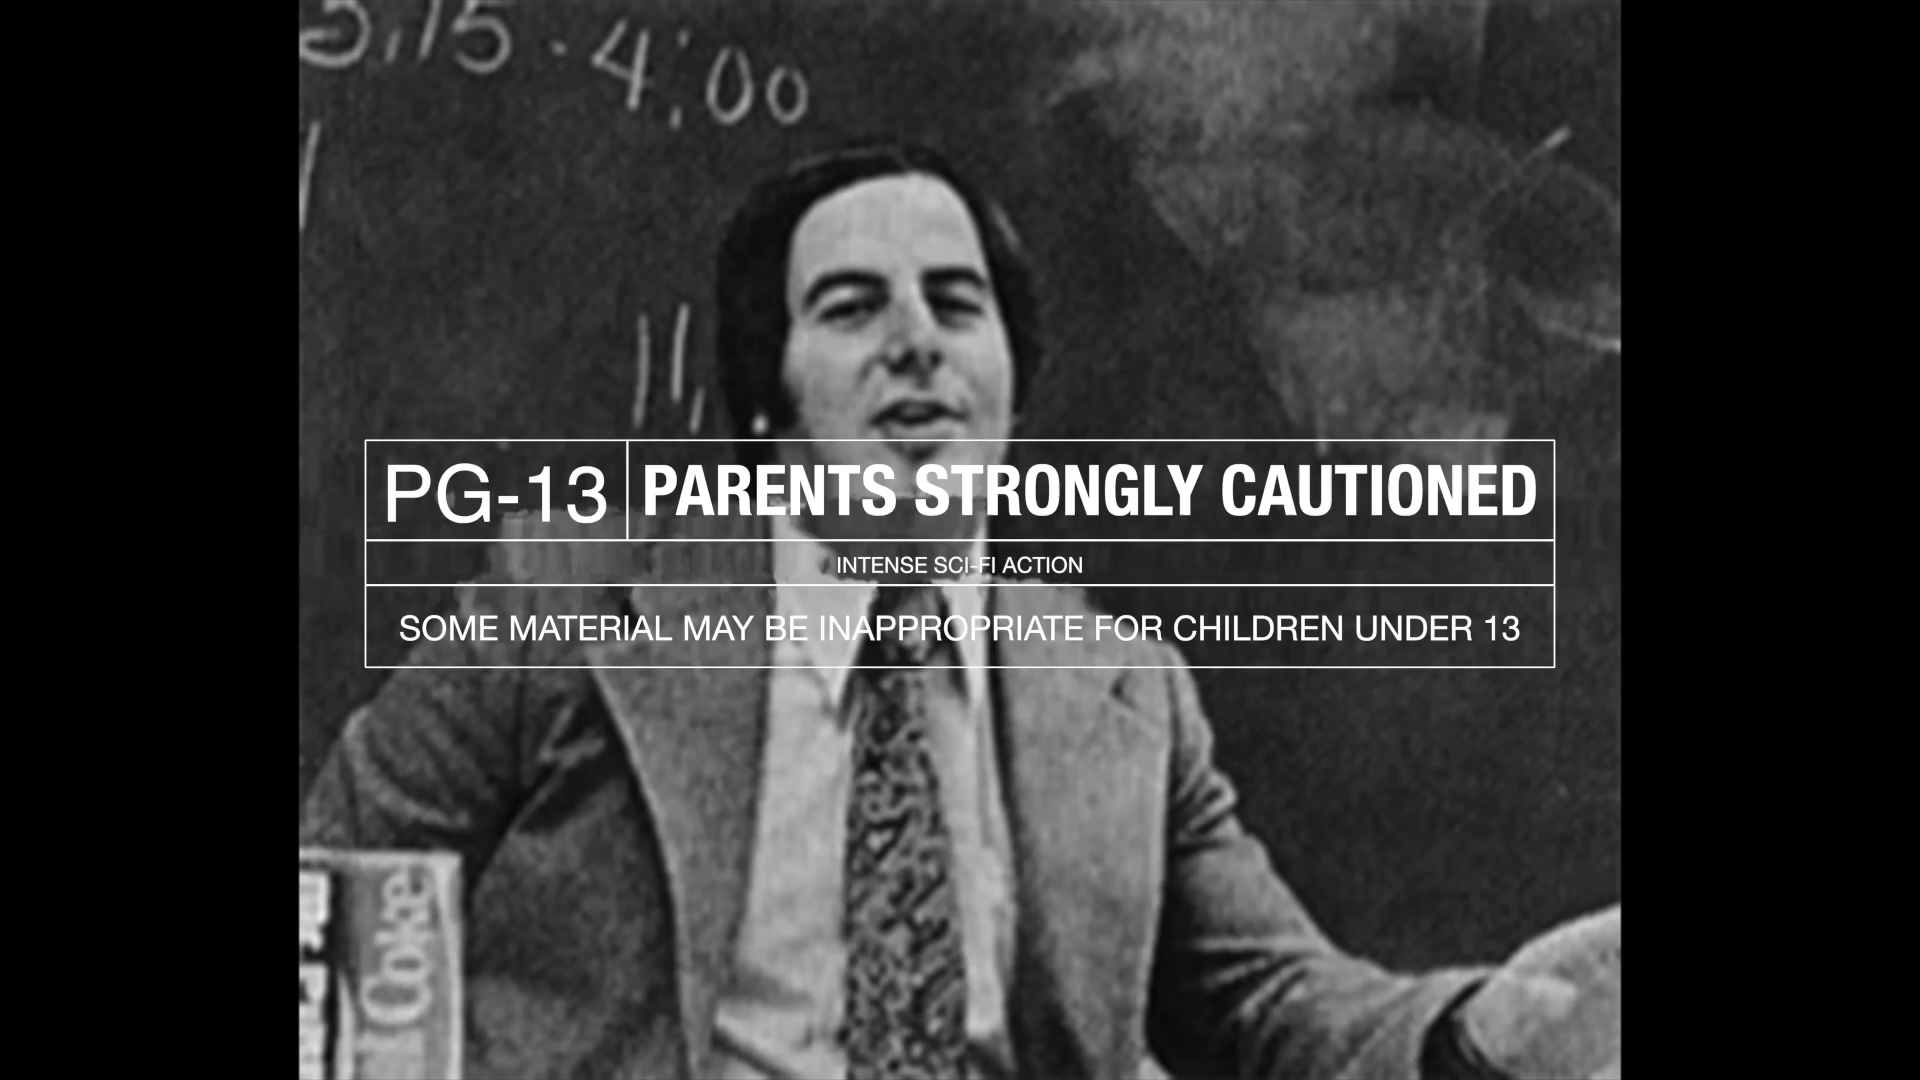 3,15 - 4:00
PG-13
PARENTS STRONGLY CAUTIONED
INTENSE SCI-FI ACTION
SOME MATERIAL MAY BE INAPPROPRIATE FOR CHILDREN UNDER 13
Coke